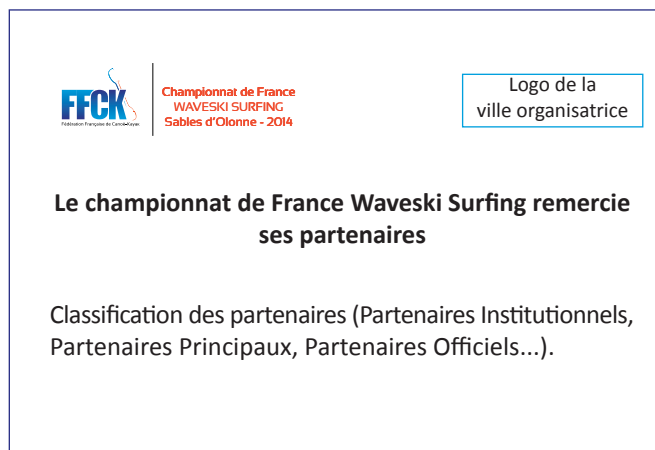 FFCK
Fédération Française de Canoë-Kayak
Championnat de France
WAVESKI SURFING
Sables d'Olonne - 2014
Logo de la
ville organisatrice
Le championnat de France Waveski Surfing remercie
ses partenaires
Classification des partenaires (Partenaires Institutionnels,
Partenaires Principaux, Partenaires Officiels...).